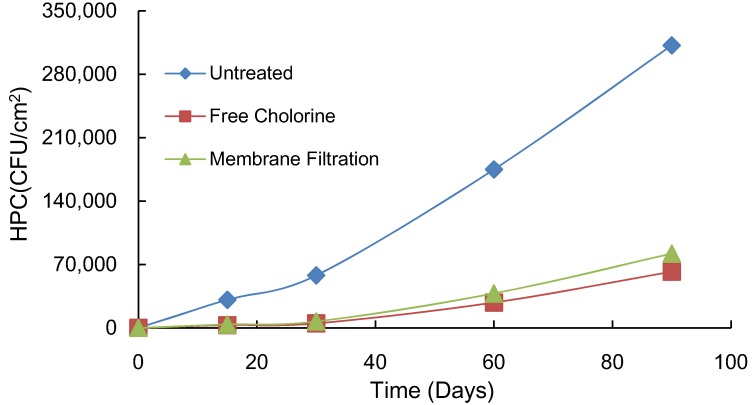 350,000
280,000
210,000
140,000
70,000
0
HPC(CFU/cm²)
Untreated
Free Cholorine
Membrane Filtration
0 20 40 60 80 100
Time (Days)